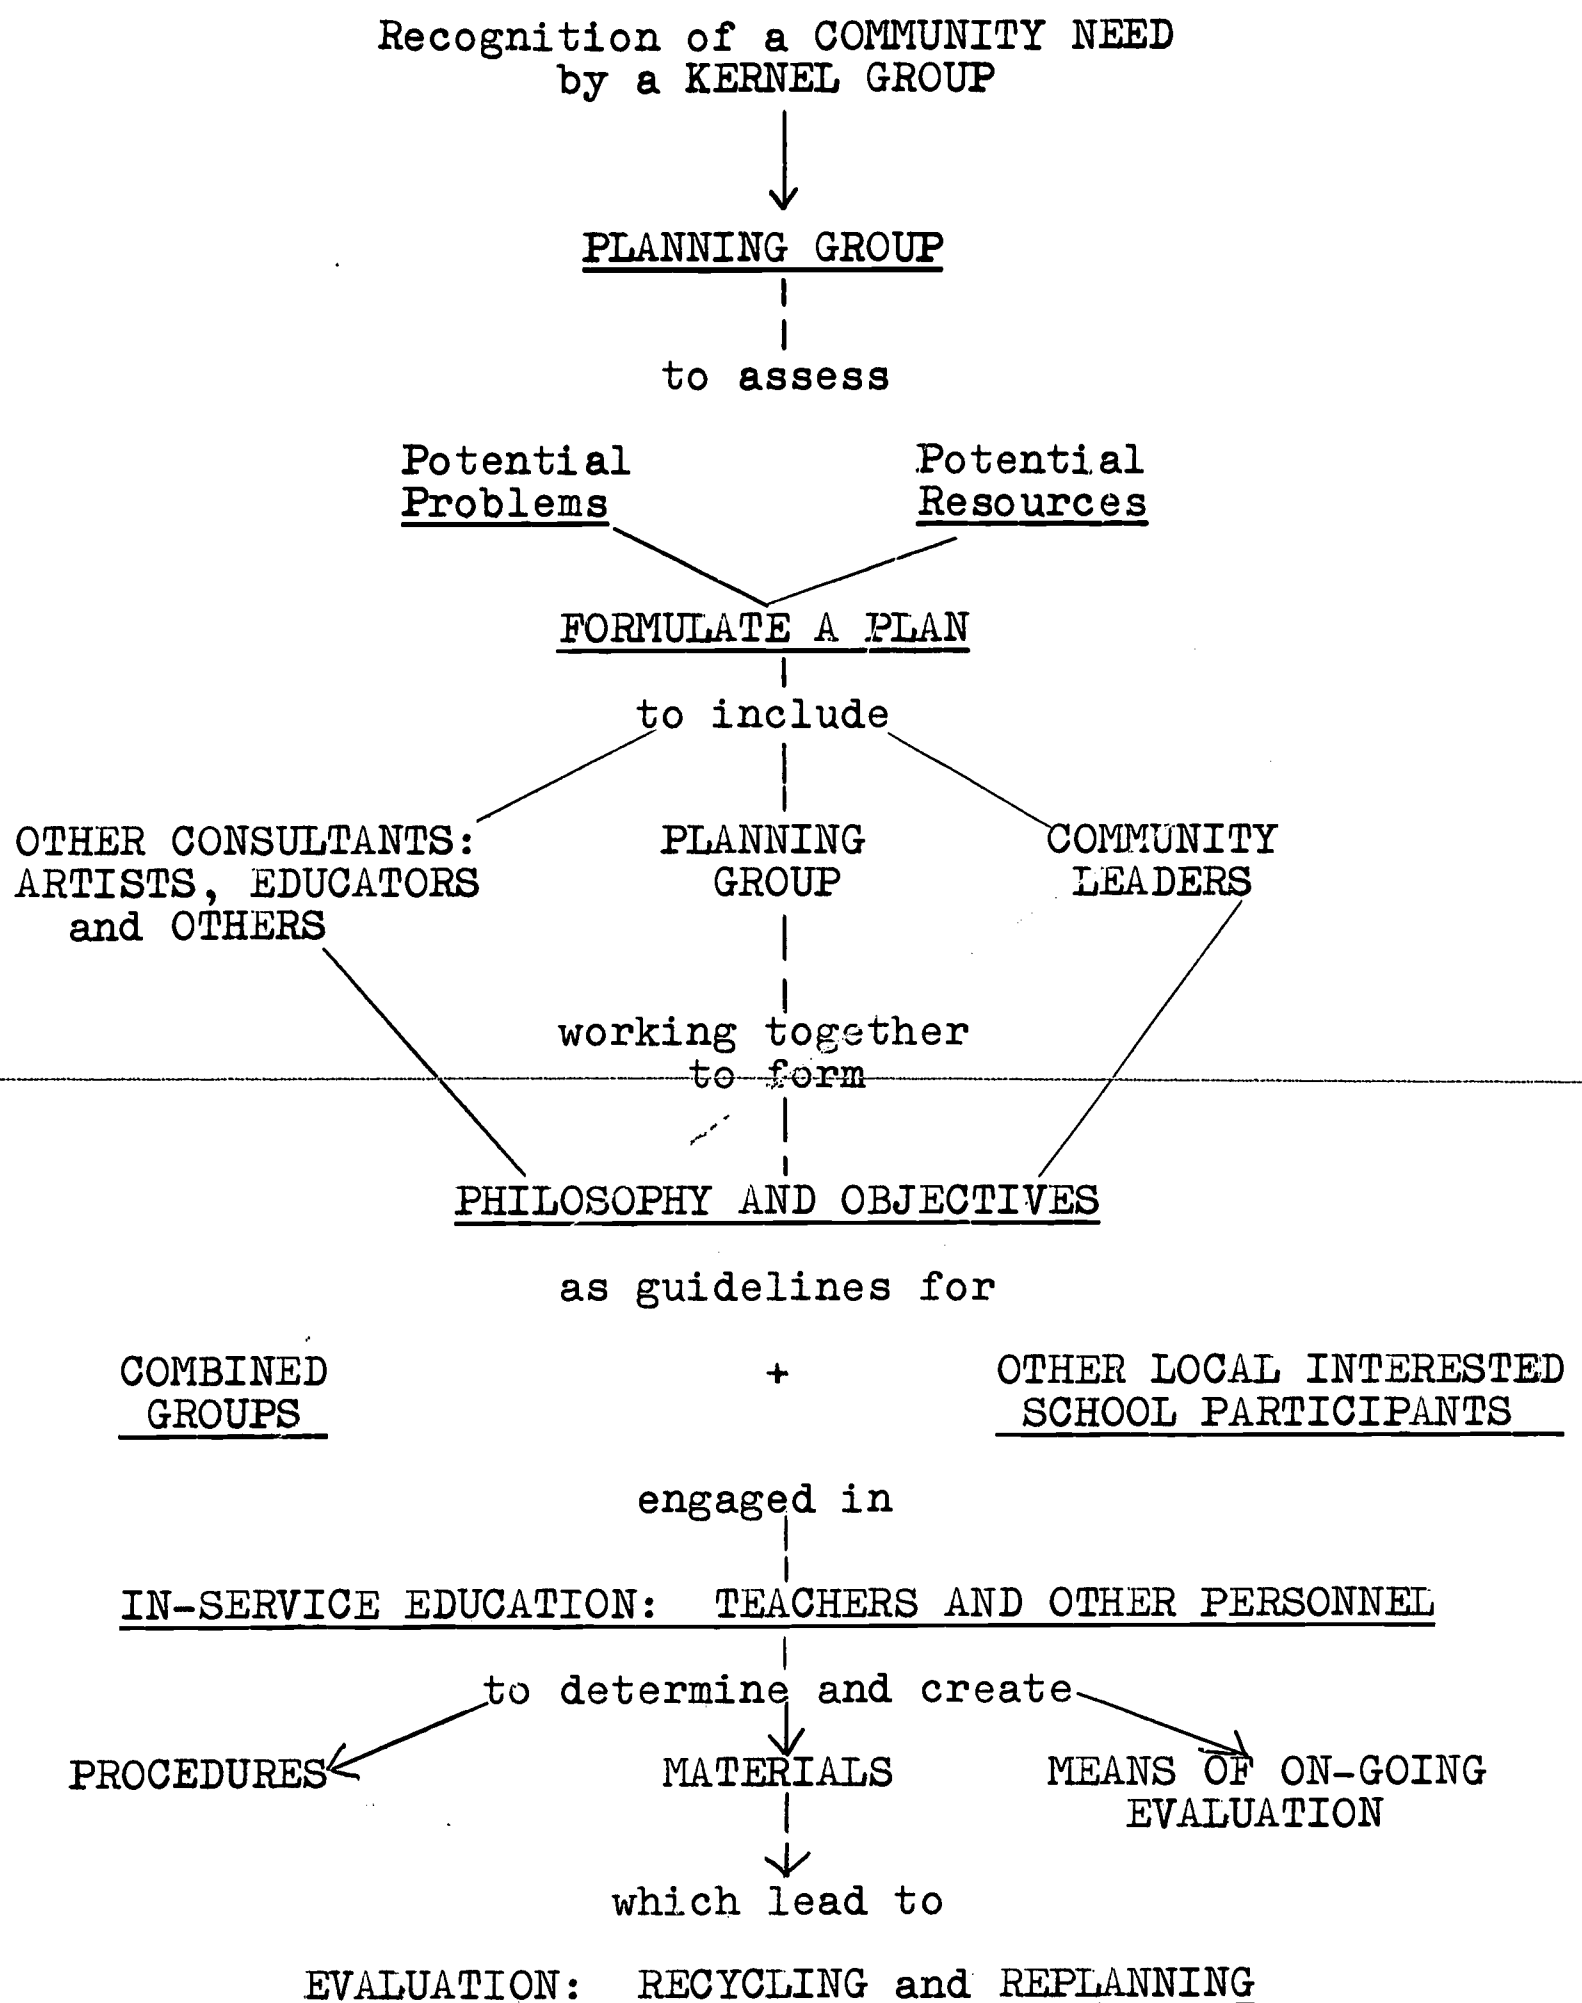 Recognition of a COMMUNITY NEED
by a KERNEL GROUP
PLANNING GROUP
to assess
Potential
Problems
Potential
Resources
FORMULATE A PLAN
to include
OTHER CONSULTANTS:
ARTISTS, EDUCATORS
and OTHERS
PLANNING
GROUP
COMMUNITY
LEADERS
working together
to form
PHILOSOPHY AND OBJECTIVES
as guidelines for
COMBINED
GROUPS
+
OTHER LOCAL INTERESTED
SCHOOL PARTICIPANTS
engaged in
IN-SERVICE EDUCATION: TEACHERS AND OTHER PERSONNEL
to determine and create
PROCEDURES
MATERIALS
MEANS OF ON-GOING
EVALUATION
which lead to
EVALUATION: RECYCLING and REPLANNING